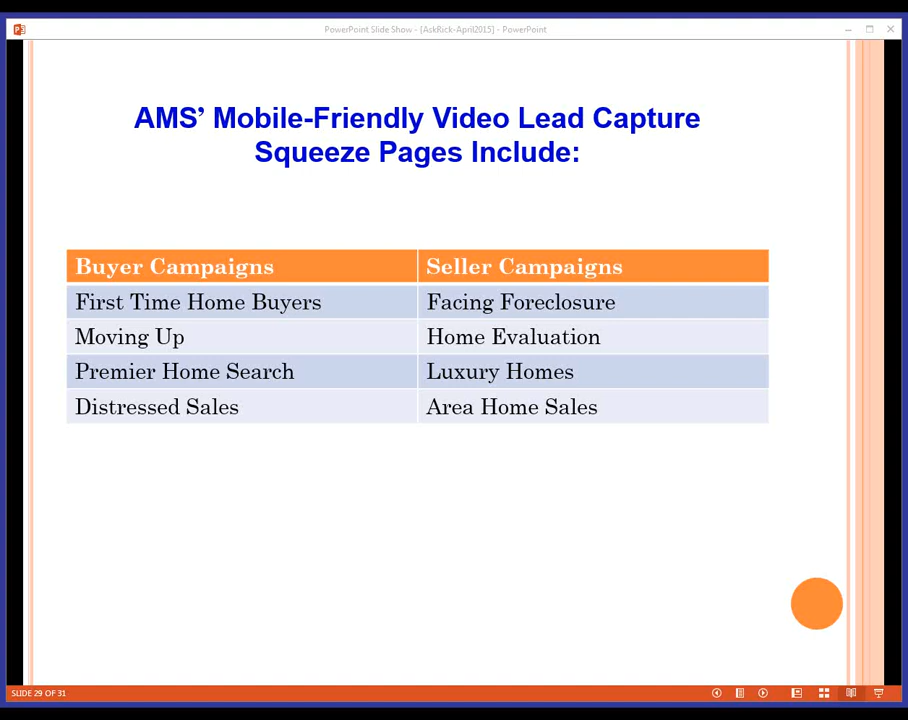 PowerPoint Slide Show - [AskRick-April2015] - PowerPoint
AMS’ Mobile-Friendly Video Lead Capture
Squeeze Pages Include:
Buyer Campaigns Seller Campaigns
First Time Home Buyers Facing Foreclosure
Moving Up Home Evaluation
Premier Home Search Luxury Homes
Distressed Sales Area Home Sales
SLIDE 29 OF 31